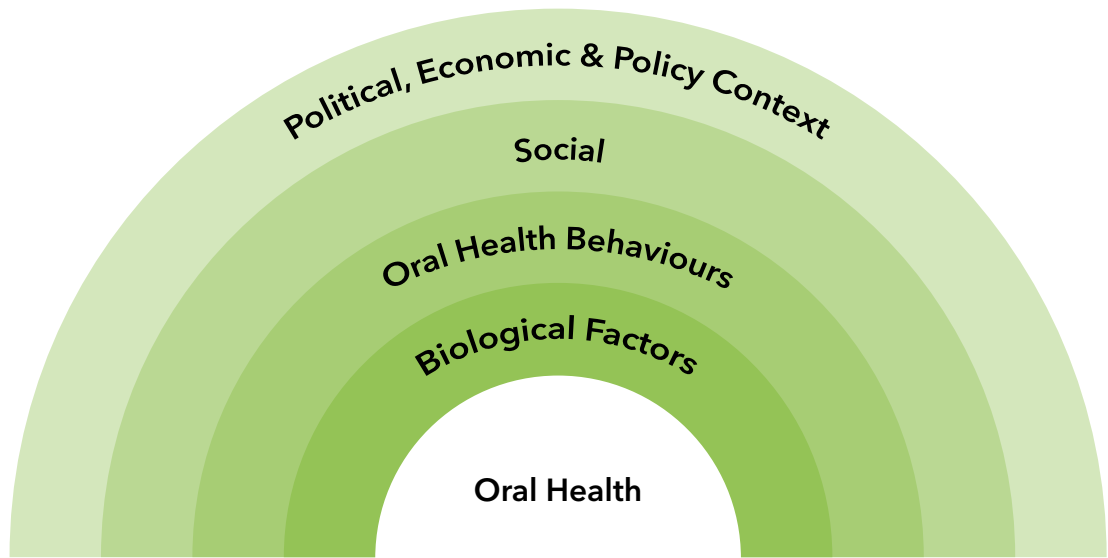 Political, Economic & Policy Context
Social
Oral Health Behaviours
Biological Factors
Oral Health